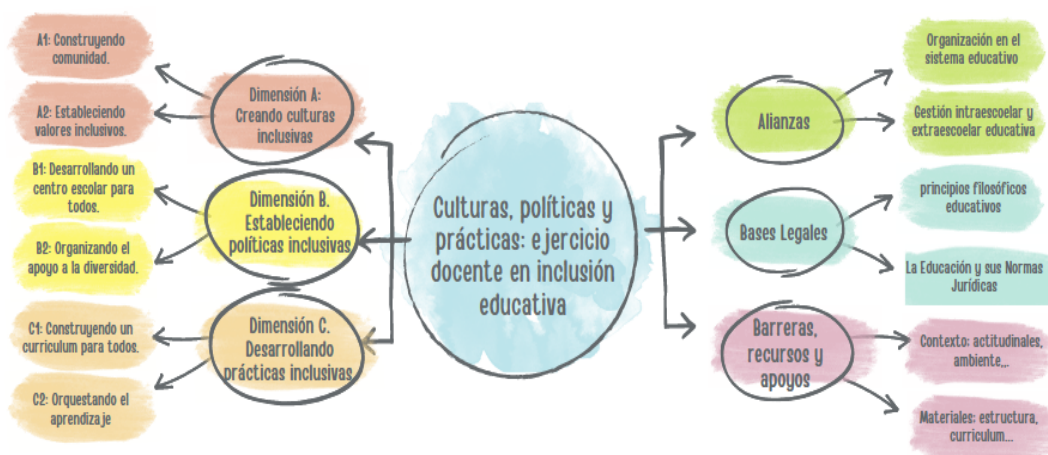 A1: Construyendo
comunidad.
A2: Estableciendo
valores inclusivos.
B1: Desarrollando un
centro escolar para
todos.
B2: Organizando el
apoyo a la diversidad.
C1: Construyendo un
curriculum para todos.
C2: Orquestando el
aprendizaje
Dimensión A:
Creando culturas
inclusivas
Dimensión B.
Estableciendo
políticas inclusivas
Dimensión C.
Desarrollando
prácticas inclusivas
Culturas, políticas y
prácticas: ejercicio
docente en inclusión
educativa
Alianzas
Bases Legales
Barreras,
recursos y
apoyos
Organización en el
sistema educativo
Gestión intraescoelar y
extraescoelar educativa
principios filosóficos
educativos
La Educación y sus Normas
Jurídicas
Contexto: actitudinales,
ambiente,..
Materiales: estructura,
curriculum...